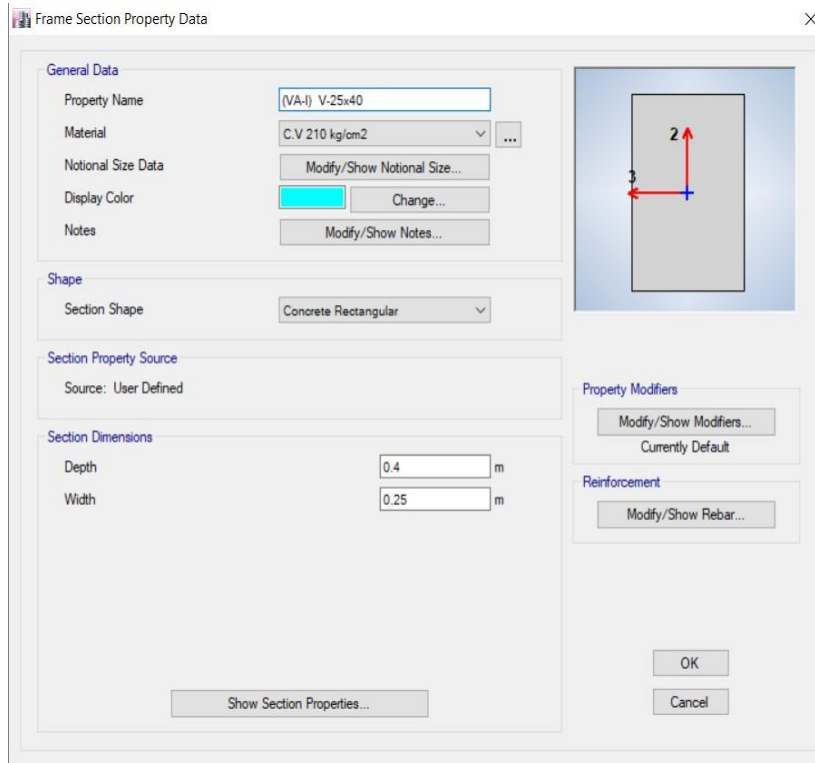 Frame Section Property Data
General Data
Property Name (VA-I) V-25x40
Material C.V 210 kg/cm2 ...
Notional Size Data Modify/Show Notional Size...
Display Color Change...
Notes Modify/Show Notes...
Shape
Section Shape Concrete Rectangular
Section Property Source
Source: User Defined
Section Dimensions
Depth 0.4 m
Width 0.25 m
Show Section Properties...
2
3
Property Modifiers
Modify/Show Modifiers...
Currently Default
Reinforcement
Modify/Show Rebar...
OK
Cancel